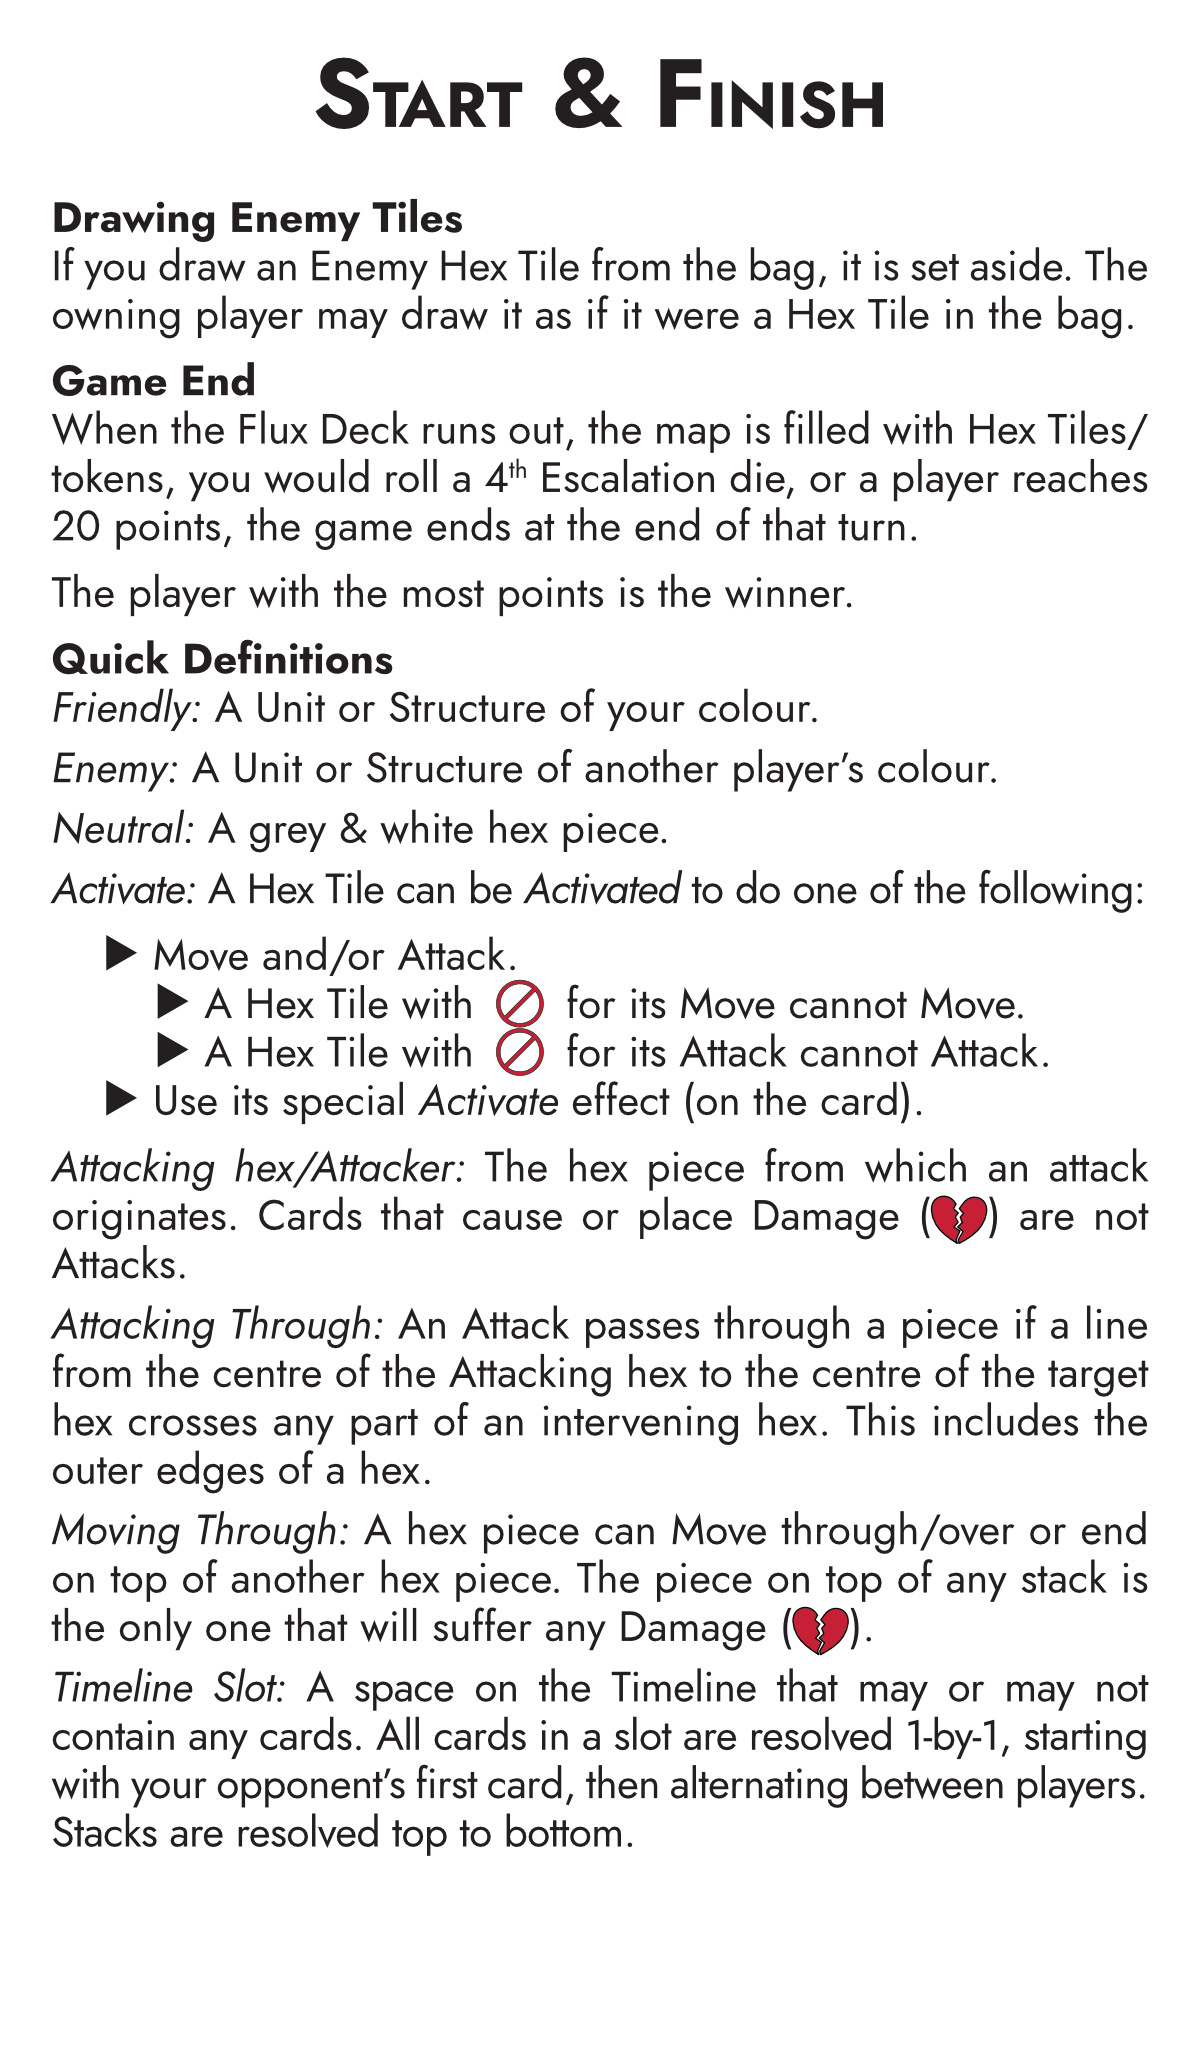 Start & Finish
Drawing Enemy Tiles
If you draw an Enemy Hex Tile from the bag, it is set aside. The
owning player may draw it as if it were a Hex Tile in the bag.
Game End
When the Flux Deck runs out, the map is filled with Hex Tiles/
tokens, you would roll a 4th Escalation die, or a player reaches
20 points, the game ends at the end of that turn.
The player with the most points is the winner.
Quick Definitions
Friendly: A Unit or Structure of your colour.
Enemy: A Unit or Structure of another player's colour.
Neutral: A grey & white hex piece.
Activate: A Hex Tile can be Activated to do one of the following:
▶ Move and/or Attack.
▶ A Hex Tile with for its Move cannot Move.
▶ A Hex Tile with for its Attack cannot Attack.
▶ Use its special Activate effect (on the card).
Attacking hex/Attacker: The hex piece from which an attack
originates. Cards that cause or place Damage () are not
Attacks.
Attacking Through: An Attack passes through a piece if a line
from the centre of the Attacking hex to the centre of the target
hex crosses any part of an intervening hex. This includes the
outer edges of a hex.
Moving Through: A hex piece can Move through/over or end
on top of another hex piece. The piece on top of any stack is
the only one that will suffer any Damage ().
Timeline Slot: A space on the Timeline that may or may not
contain any cards. All cards in a slot are resolved 1-by-1, starting
with your opponent's first card, then alternating between players.
Stacks are resolved top to bottom.